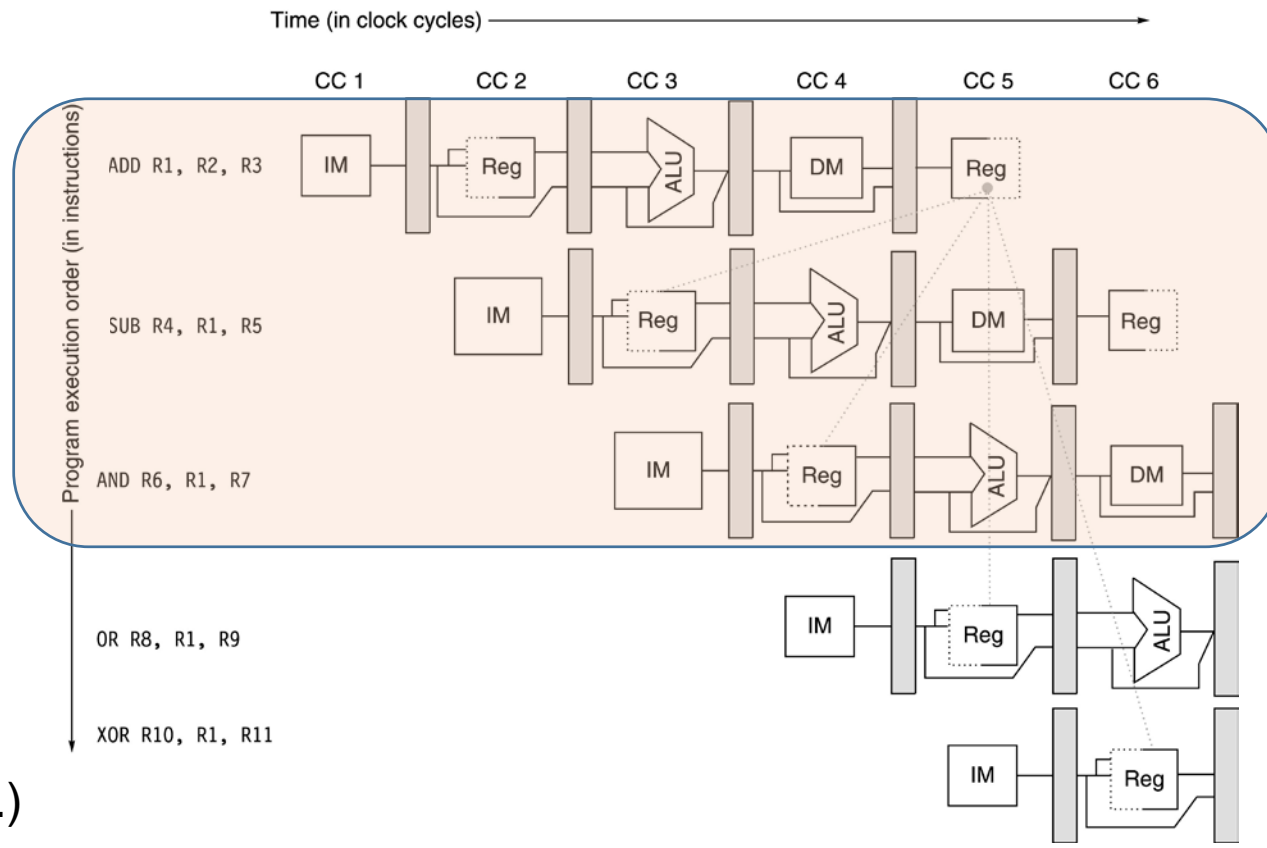 Time (in clock cycles)
CC 1 CC 2 CC 3 CC 4 CC 5 CC 6
Program execution order (in instructions)
ADD R1, R2, R3 IM Reg ALU DM Reg
SUB R4, R1, R5 IM Reg ALU DM Reg
AND R6, R1, R7 IM Reg ALU DM
OR R8, R1, R9 IM Reg ALU
XOR R10, R1, R11 IM Reg
.)